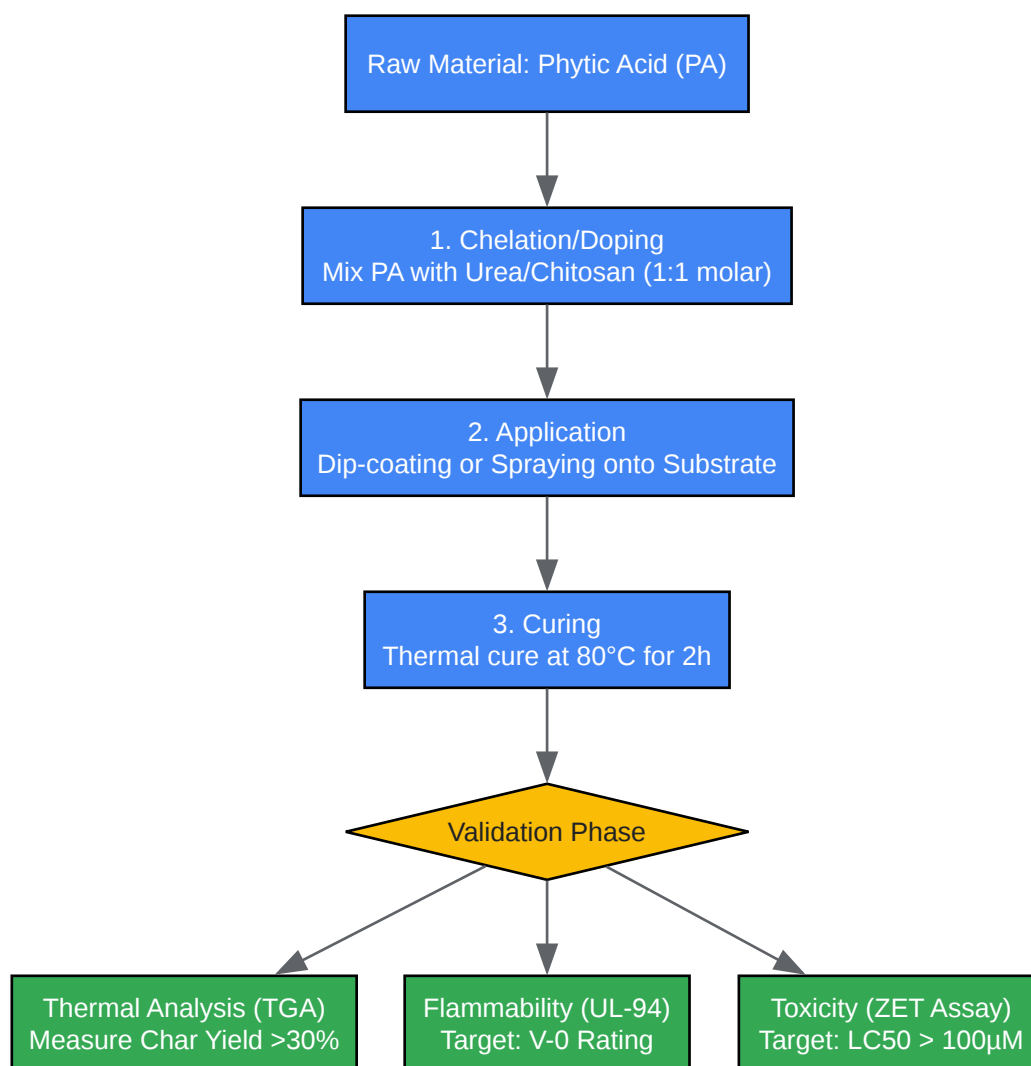 Raw Material: Phytic Acid (PA)
1. Chelation/Doping
Mix PA with Urea/Chitosan (1:1 molar)
2. Application
Dip-coating or Spraying onto Substrate
3. Curing
Thermal cure at 80°C for 2h
Validation Phase
Thermal Analysis (TGA)
Measure Char Yield >30%
Flammability (UL-94)
Target: V-0 Rating
Toxicity (ZET Assay)
Target: LC50 > 100µM